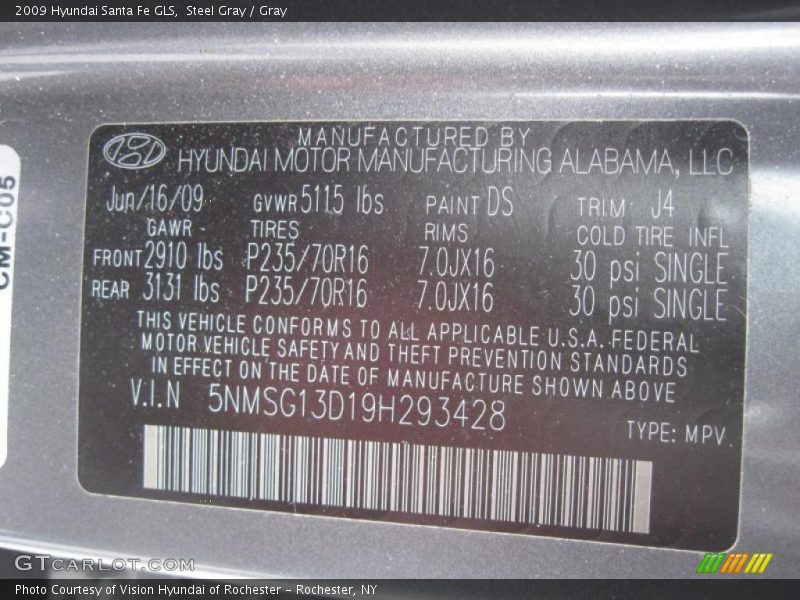 2009 Hyundai Santa Fe GLS, Steel Gray / Gray
MANUFACTURED BY
HYUNDAI MOTOR MANUFACTURING ALABAMA, LLC
Jun/16/09 GVWR 5115 lbs PAINT DS TRIM J4
GAWR TIRES RIMS COLD TIRE INFL
FRONT 2910 lbs P235/70R16 7.0JX16 30 psi SINGLE
REAR 3131 lbs P235/70R16 7.0JX16 30 psi SINGLE
THIS VEHICLE CONFORMS TO ALL APPLICABLE U.S.A. FEDERAL
MOTOR VEHICLE SAFETY AND THEFT PREVENTION STANDARDS
IN EFFECT ON THE DATE OF MANUFACTURE SHOWN ABOVE
V.I.N 5NMSG13D19H293428
TYPE: MPV
CM-C05
GTCARLOT.COM
Photo Courtesy of Vision Hyundai of Rochester – Rochester, NY